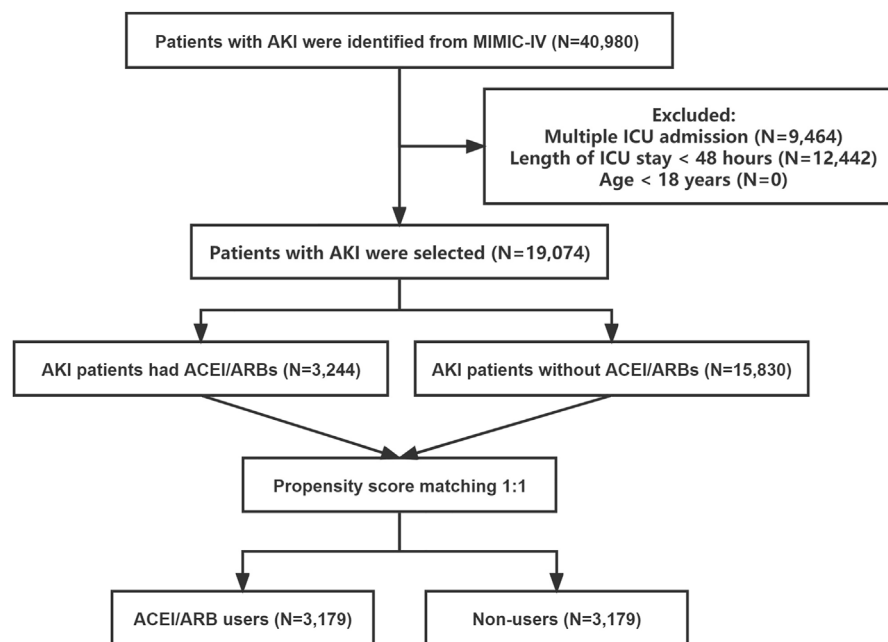 Patients with AKI were identified from MIMIC-IV (N=40,980)
Excluded:
Multiple ICU admission (N=9,464)
Length of ICU stay < 48 hours (N=12,442)
Age < 18 years (N=0)
Patients with AKI were selected (N=19,074)
AKI patients had ACEI/ARBs (N=3,244)
AKI patients without ACEI/ARBs (N=15,830)
Propensity score matching 1:1
ACEI/ARB users (N=3,179)
Non-users (N=3,179)